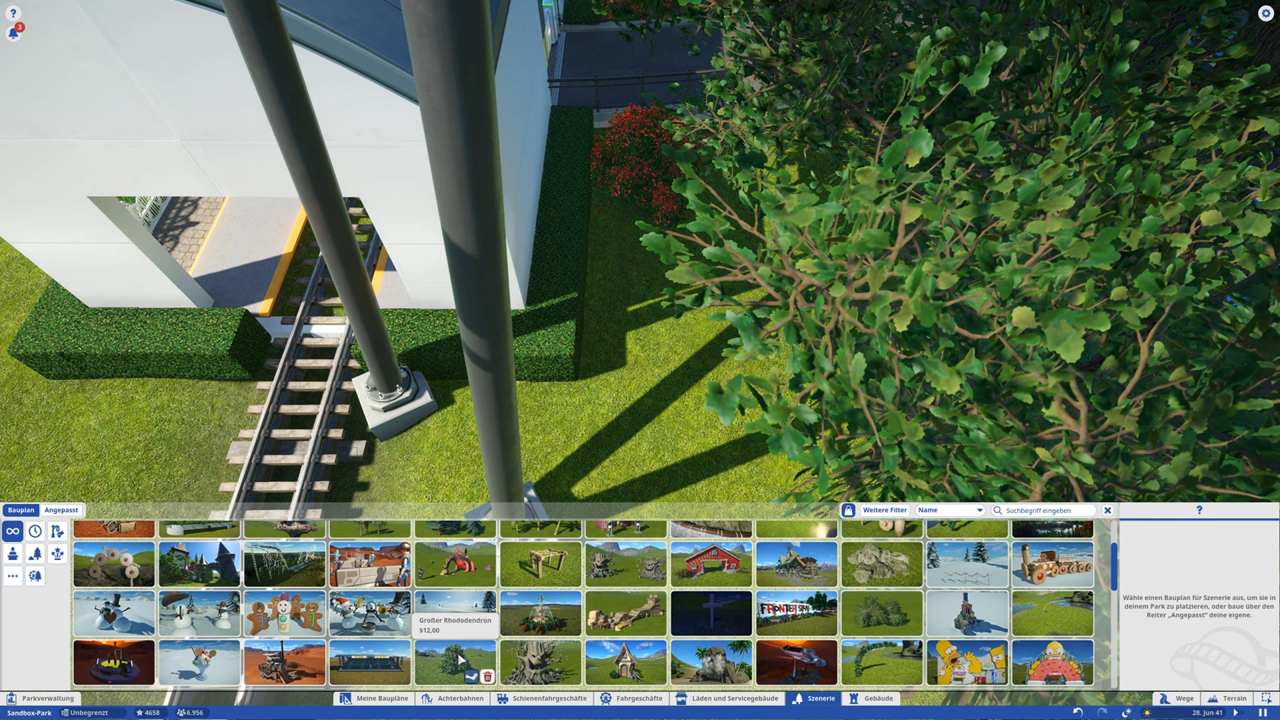 ?
3
Bauplan
Angepasst
Weitere Filter
Name
Suchbegriff eingeben
?
Großer Rhododendron
$12,00
Wähle einen Bauplan für Szenerie aus, um sie in
deinem Park zu platzieren, oder baue über den
Reiter „Angepasst" deine eigene.
Parkverwaltung
Meine Baupläne
Achterbahnen
Schienenfahrgeschäfte
Fahrgeschäfte
Läden und Servicegebäude
Szenerie
Gebäude
Wege
Terrain
Sandbox-Park
Unbegrenzt
4658
6.956
28. Jun 41